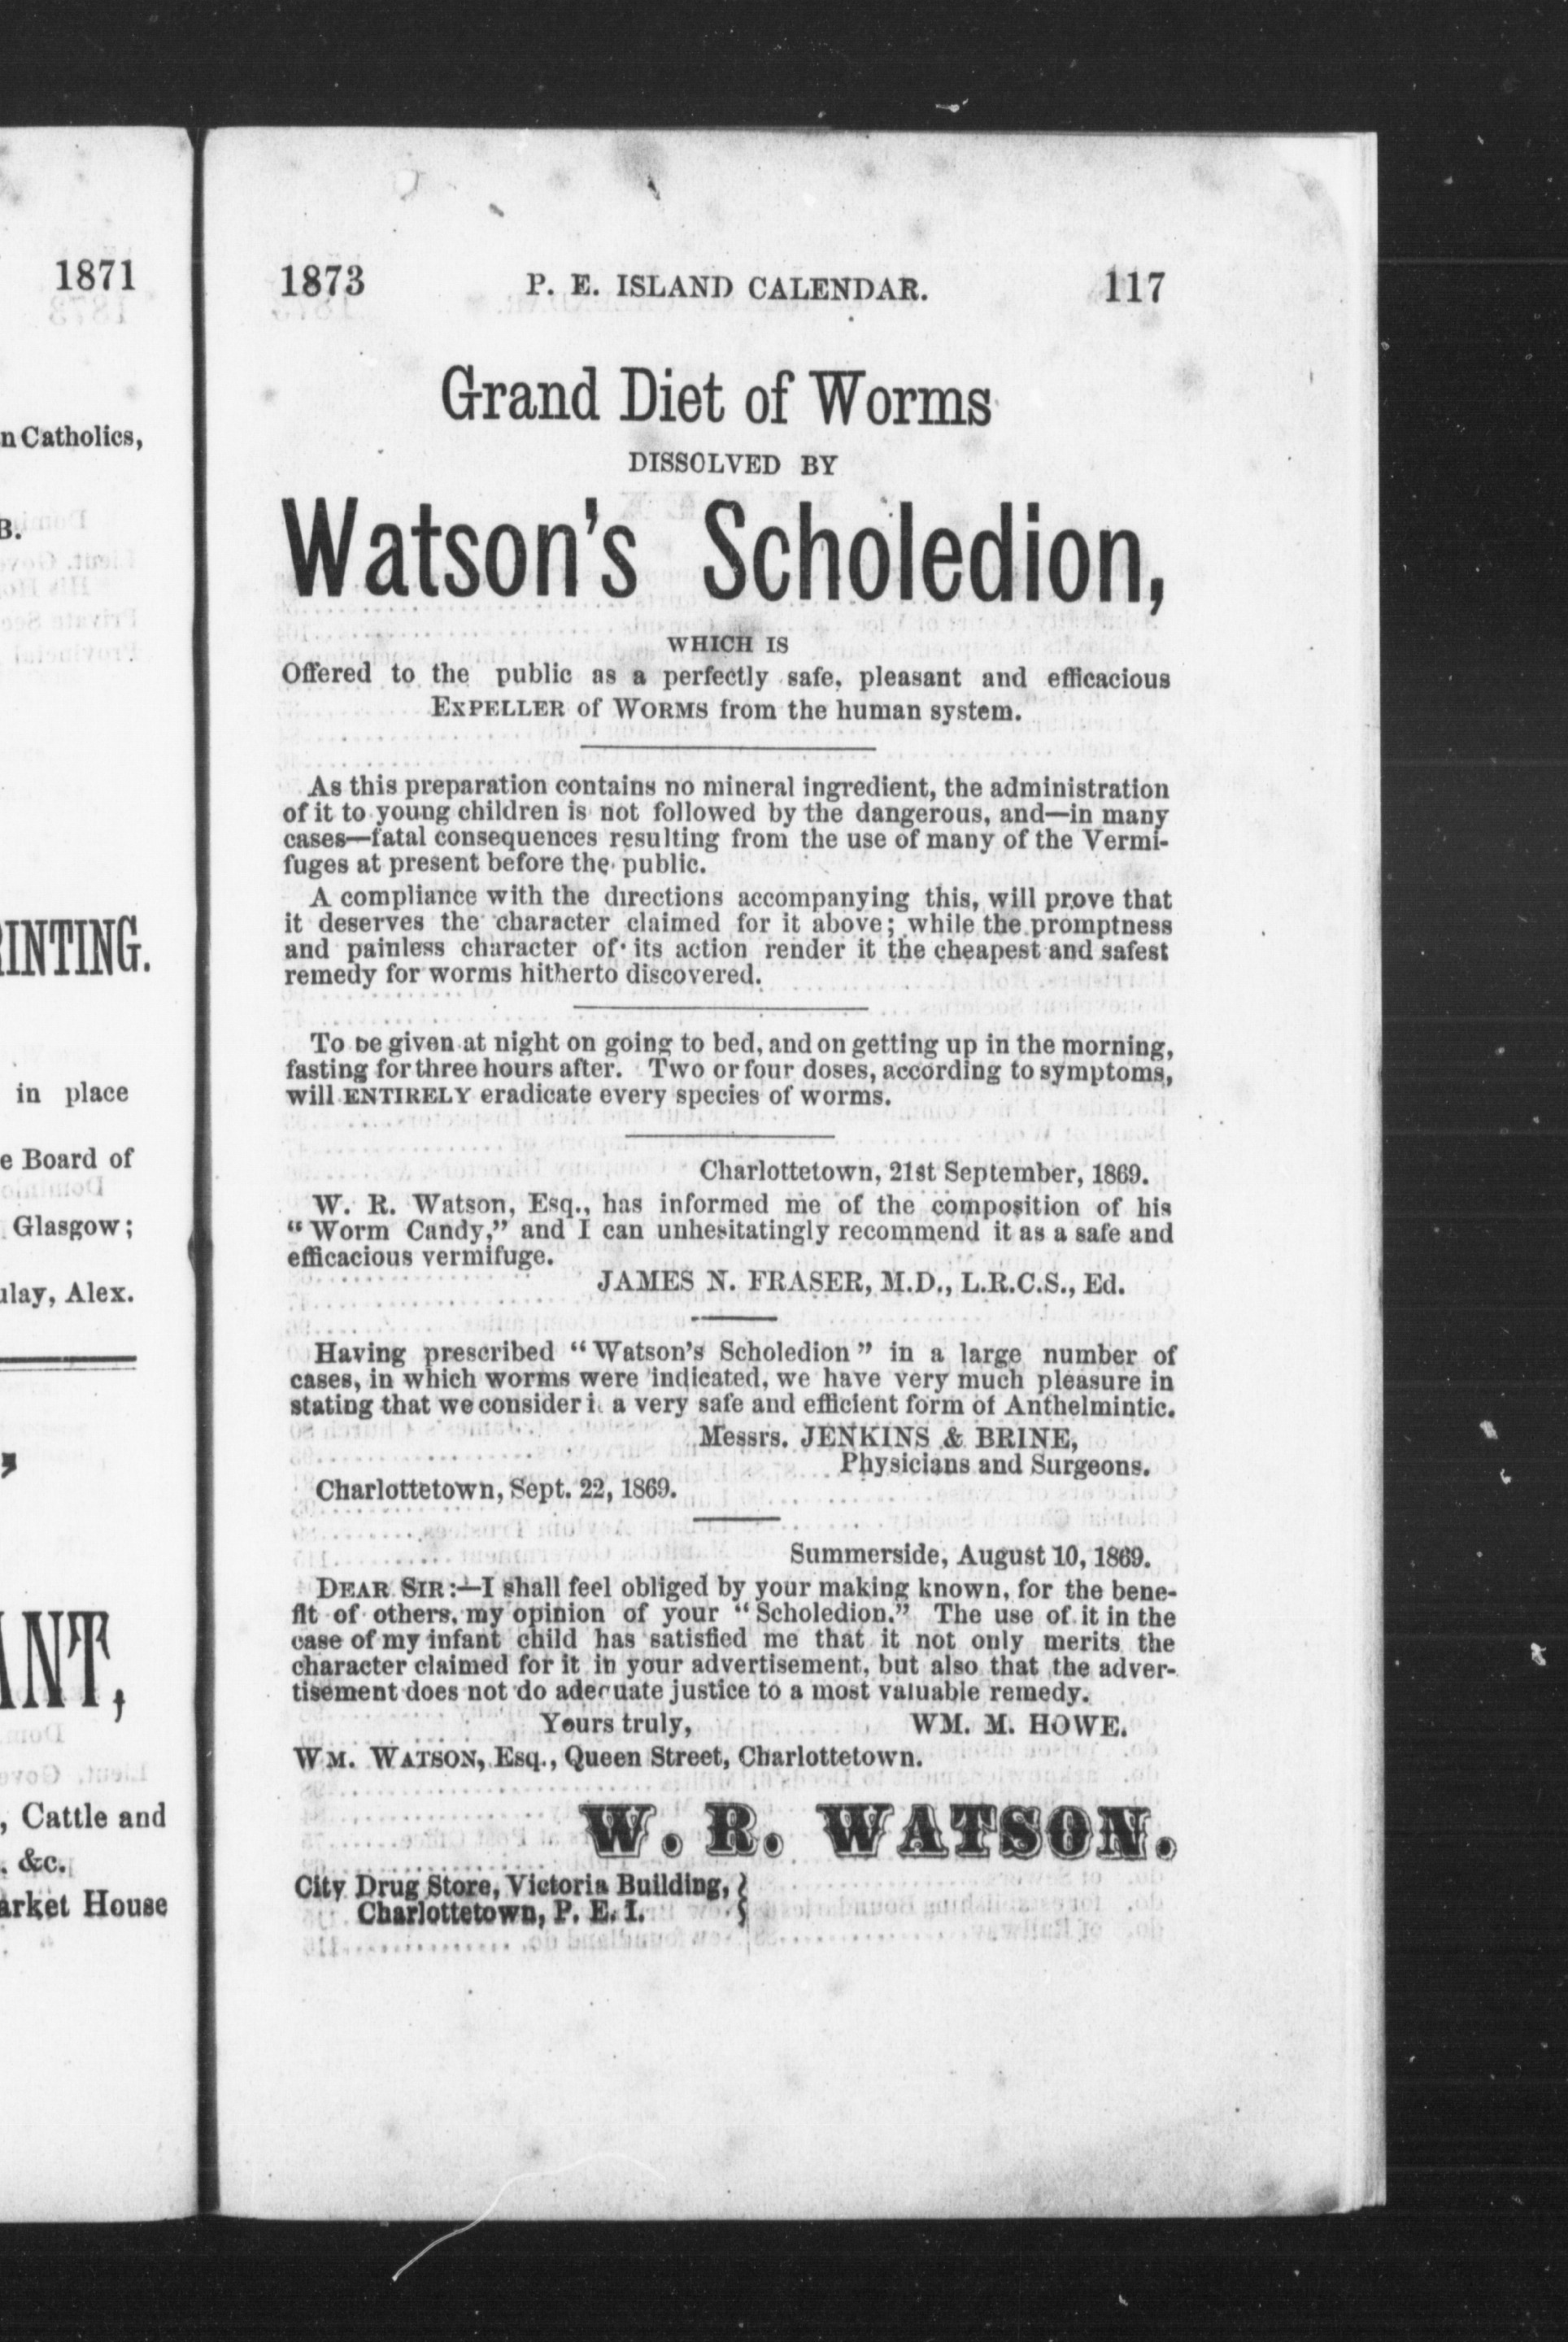 1871
n Catholics,
B.
INTING.
in place
e Board of
Glasgow;
ulay, Alex.
ANT,
, Cattle and
. &c.
arket House
1873 P. E. ISLAND CALENDAR. 117
Grand Diet of Worms
DISSOLVED BY
Watson's Scholedion,
WHICH IS
Offered to the public as a perfectly safe, pleasant and efficacious
EXPELLER of WORMS from the human system.
As this preparation contains no mineral ingredient, the administration
of it to young children is not followed by the dangerous, and—in many
cases—fatal consequences resulting from the use of many of the Vermi-
fuges at present before the public.
A compliance with the directions accompanying this, will prove that
it deserves the character claimed for it above; while the promptness
and painless character of its action render it the cheapest and safest
remedy for worms hitherto discovered.
To be given at night on going to bed, and on getting up in the morning,
fasting for three hours after. Two or four doses, according to symptoms,
will ENTIRELY eradicate every species of worms.
Charlottetown, 21st September, 1869.
W. R. Watson, Esq., has informed me of the composition of his
"Worm Candy," and I can unhesitatingly recommend it as a safe and
efficacious vermifuge.
JAMES N. FRASER, M.D., L.R.C.S., Ed.
Having prescribed "Watson's Scholedion" in a large number of
cases, in which worms were indicated, we have very much pleasure in
stating that we consider i a very safe and efficient form of Anthelmintic.
Messrs. JENKINS & BRINE,
Physicians and Surgeons.
Charlottetown, Sept. 22, 1869.
Summerside, August 10, 1869.
DEAR SIR:—I shall feel obliged by your making known, for the bene-
fit of others, my opinion of your "Scholedion." The use of it in the
case of my infant child has satisfied me that it not only merits the
character claimed for it in your advertisement, but also that the adver-
tisement does not do adequate justice to a most valuable remedy.
Yours truly, WM. M. HOWE.
WM. WATSON, Esq., Queen Street, Charlottetown.
W. R. WATSON.
City Drug Store, Victoria Building, }
Charlottetown, P. E. I.